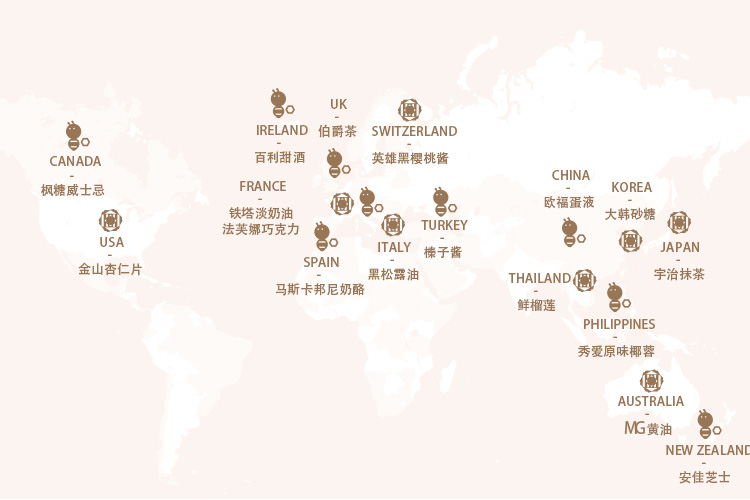 CANADA
-
枫糖威士忌
USA
-
金山杏仁片
IRELAND
-
百利甜酒
UK
-
伯爵茶
SWITZERLAND
-
英雄黑樱桃酱
FRANCE
-
铁塔淡奶油
法芙娜巧克力
SPAIN
-
马斯卡邦尼奶酪
ITALY
-
黑松露油
TURKEY
-
榛子酱
CHINA
-
欧福蛋液
KOREA
-
大韩砂糖
JAPAN
-
宇治抹茶
THAILAND
-
鲜榴莲
PHILIPPINES
-
秀爱原味椰蓉
AUSTRALIA
-
MG黄油
NEW ZEALAND
-
安佳芝士